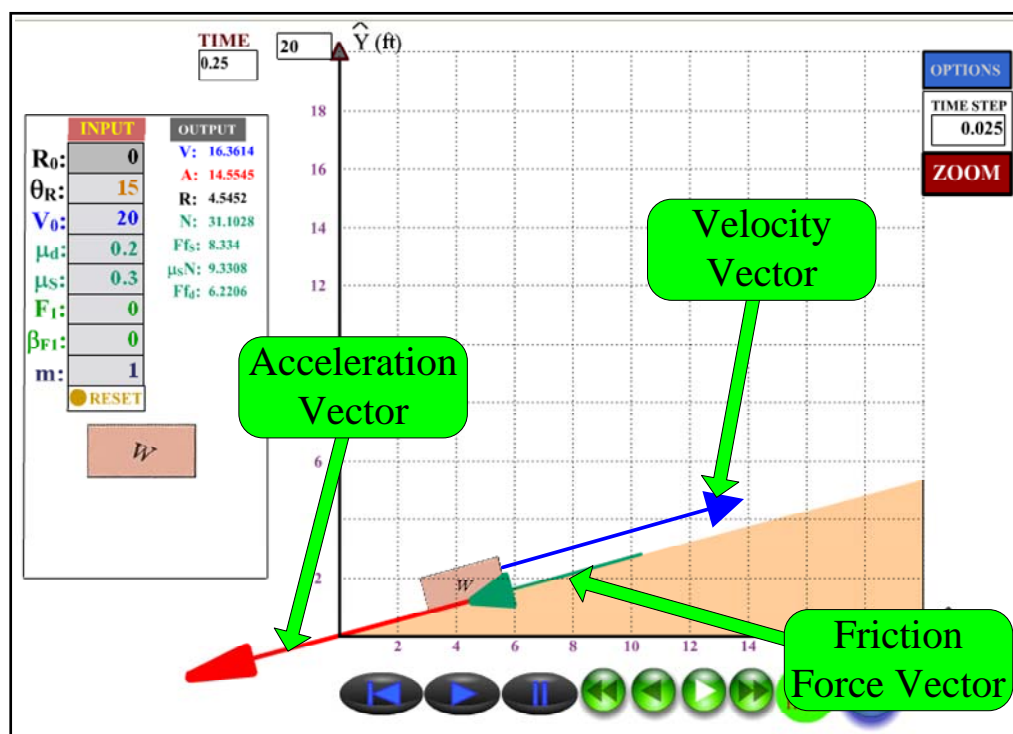 TIME
0.25
20
Ŷ (ft)
OPTIONS
TIME STEP
0.025
ZOOM
INPUT
R₀: 0
θR: 15
V₀: 20
μd: 0.2
μS: 0.3
F₁: 0
βF1: 0
m: 1
RESET
W
OUTPUT
V: 16.3614
A: 14.5545
R: 4.5452
N: 31.1028
Ffs: 8.334
μsN: 9.3308
Ffd: 6.2206
18
16
14
12
6
2
Velocity
Vector
Acceleration
Vector
W
Friction
Force Vector
2 4 6 8 10 12 14